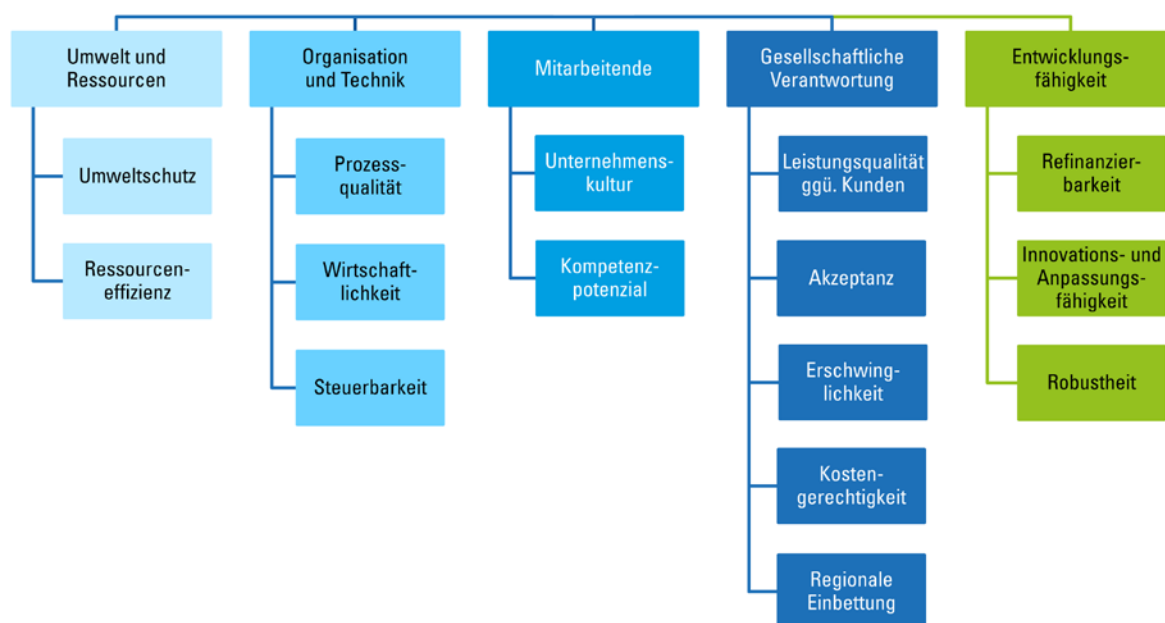 Umwelt und
Ressourcen
Umweltschutz
Ressourcen-
effizienz
Organisation
und Technik
Prozess-
qualität
Wirtschaft-
lichkeit
Steuerbarkeit
Mitarbeitende
Unternehmens-
kultur
Kompetenz-
potenzial
Gesellschaftliche
Verantwortung
Leistungsqualität
ggü. Kunden
Akzeptanz
Erschwing-
lichkeit
Kosten-
gerechtigkeit
Regionale
Einbettung
Entwicklungs-
fähigkeit
Refinanzier-
barkeit
Innovations- und
Anpassungs-
fähigkeit
Robustheit